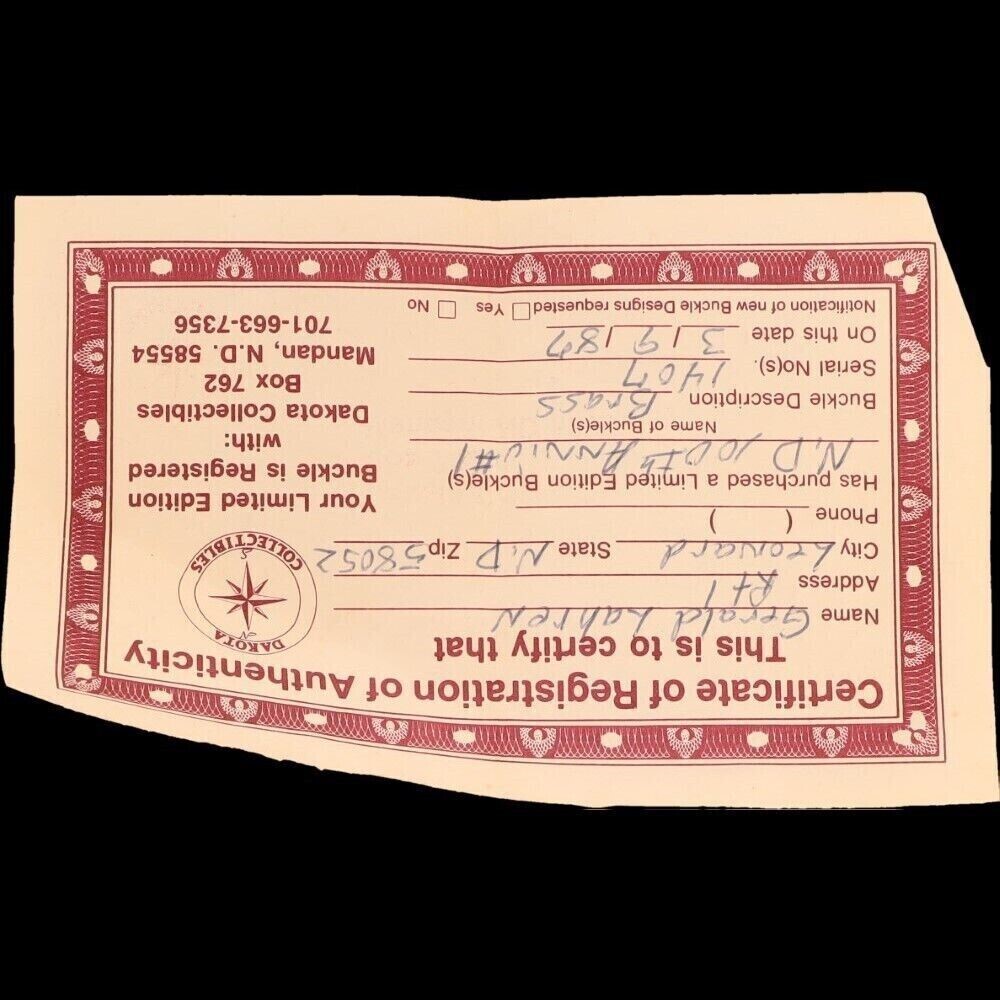 Certificate of Registration of Authenticity
This is to certify that
Name Gerald Lahren
Address Rt 1
City Leonard State N.D Zip 58052
Phone ( )
Has purchased a Limited Edition Buckle(s)
N.D 100th Anniv #1
Name of Buckle(s)
Buckle Description Brass
Serial No(s). 1407
On this date 3/9/87
Notification of new Buckle Designs requested Yes No
DAKOTA
N
S
COLLECTIBLES
Your Limited Edition
Buckle is Registered
with:
Dakota Collectibles
Box 762
Mandan, N.D. 58554
701-663-7356